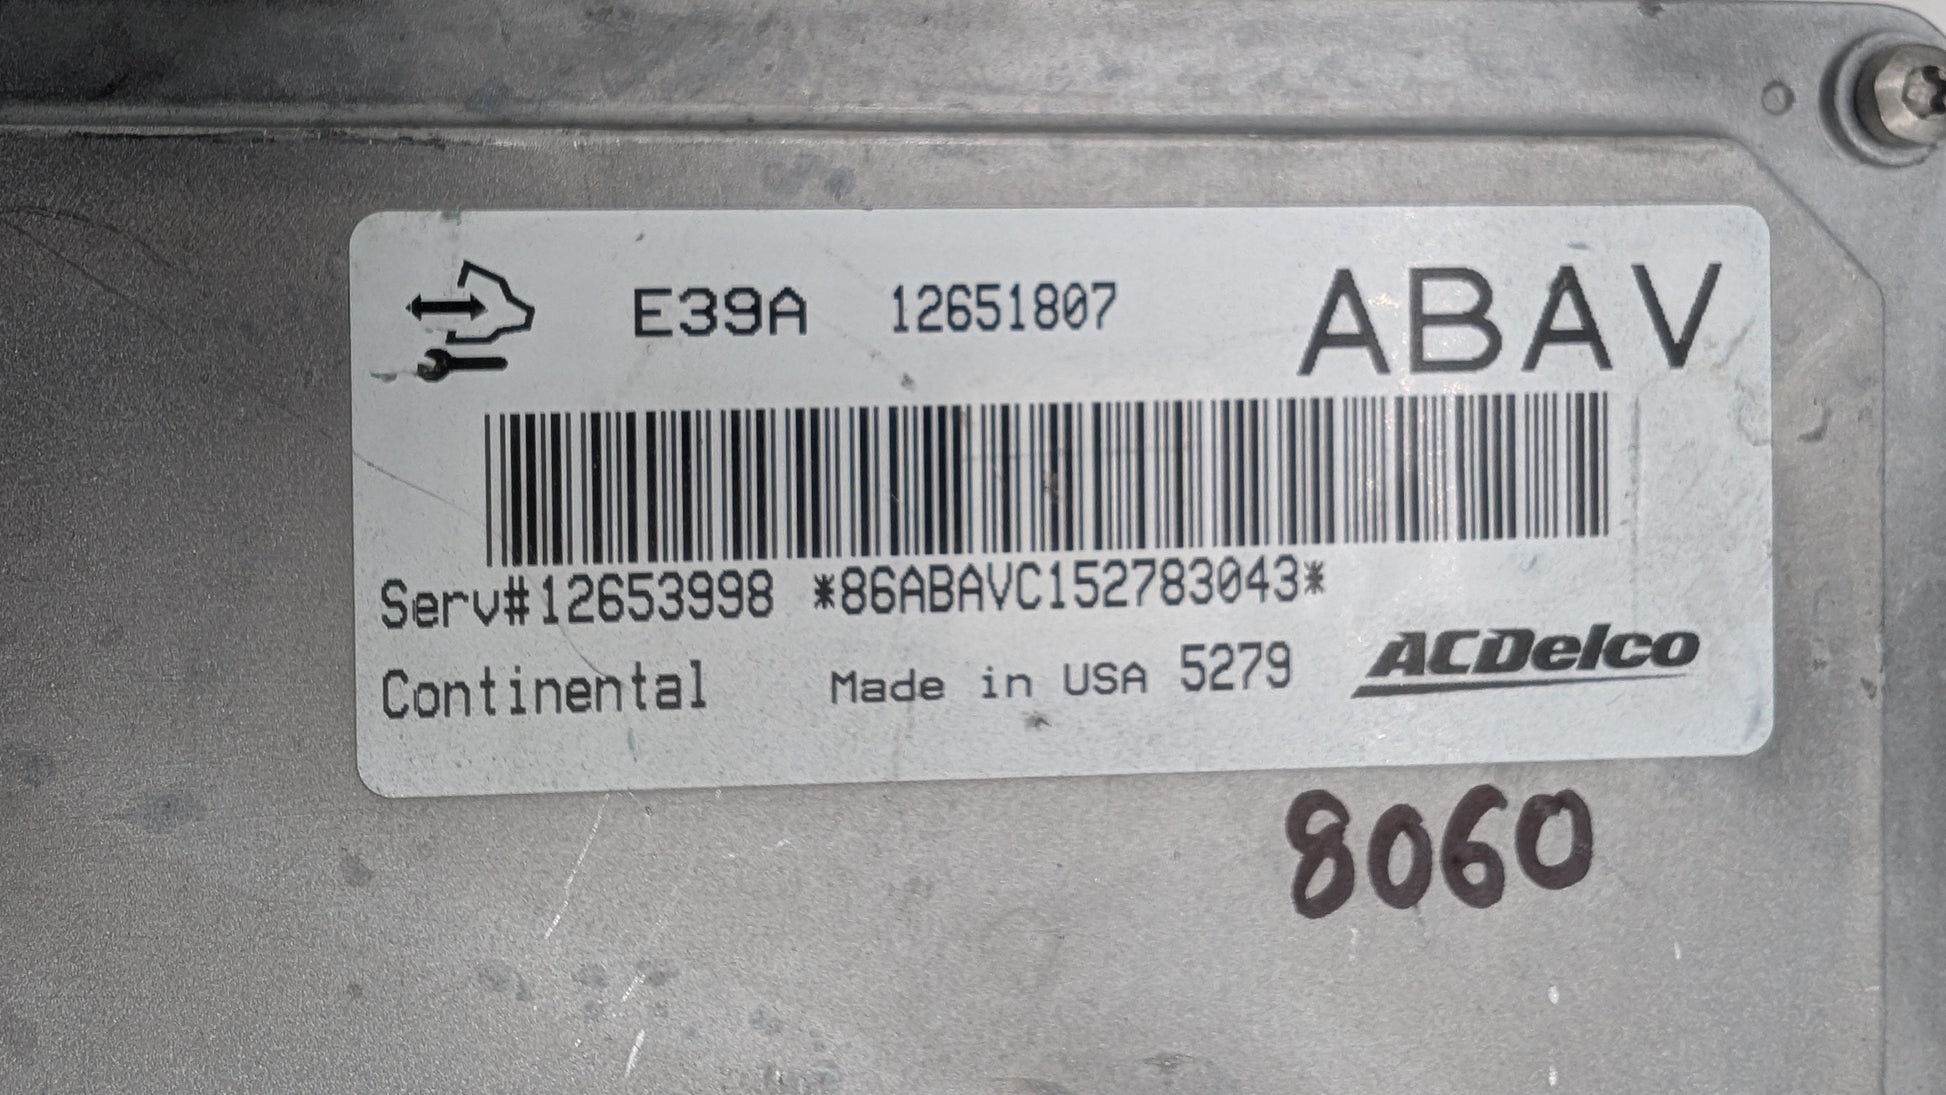 E39A 12651807 ABAV
Serv#12653998 *86ABAVC152783043*
Continental Made in USA 5279 ACDelco
8060